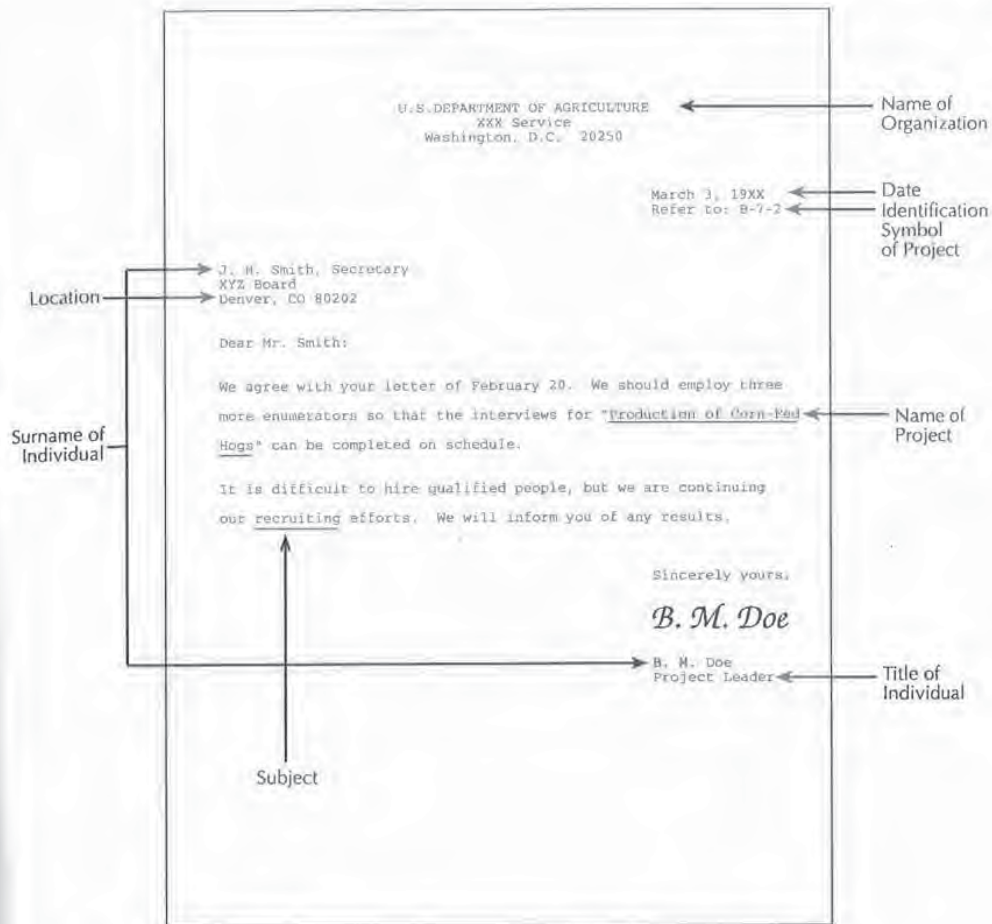 U.S.DEPARTMENT OF AGRICULTURE
XXX Service
Washington, D.C. 20250
Name of
Organization
March 3, 19XX
Refer to: B-7-2
Date
Identification
Symbol
of Project
J. M. Smith, Secretary
XYZ Board
Denver, CO 80202
Location
Dear Mr. Smith:
We agree with your letter of February 20. We should employ three
more enumerators so that the interviews for "Production of Corn-Fed
Hogs" can be completed on schedule.
Name of
Project
Surname of
Individual
It is difficult to hire qualified people, but we are continuing
our recruiting efforts. We will inform you of any results.
Sincerely yours,
B. M. Doe
B. M. Doe
Project Leader
Title of
Individual
Subject